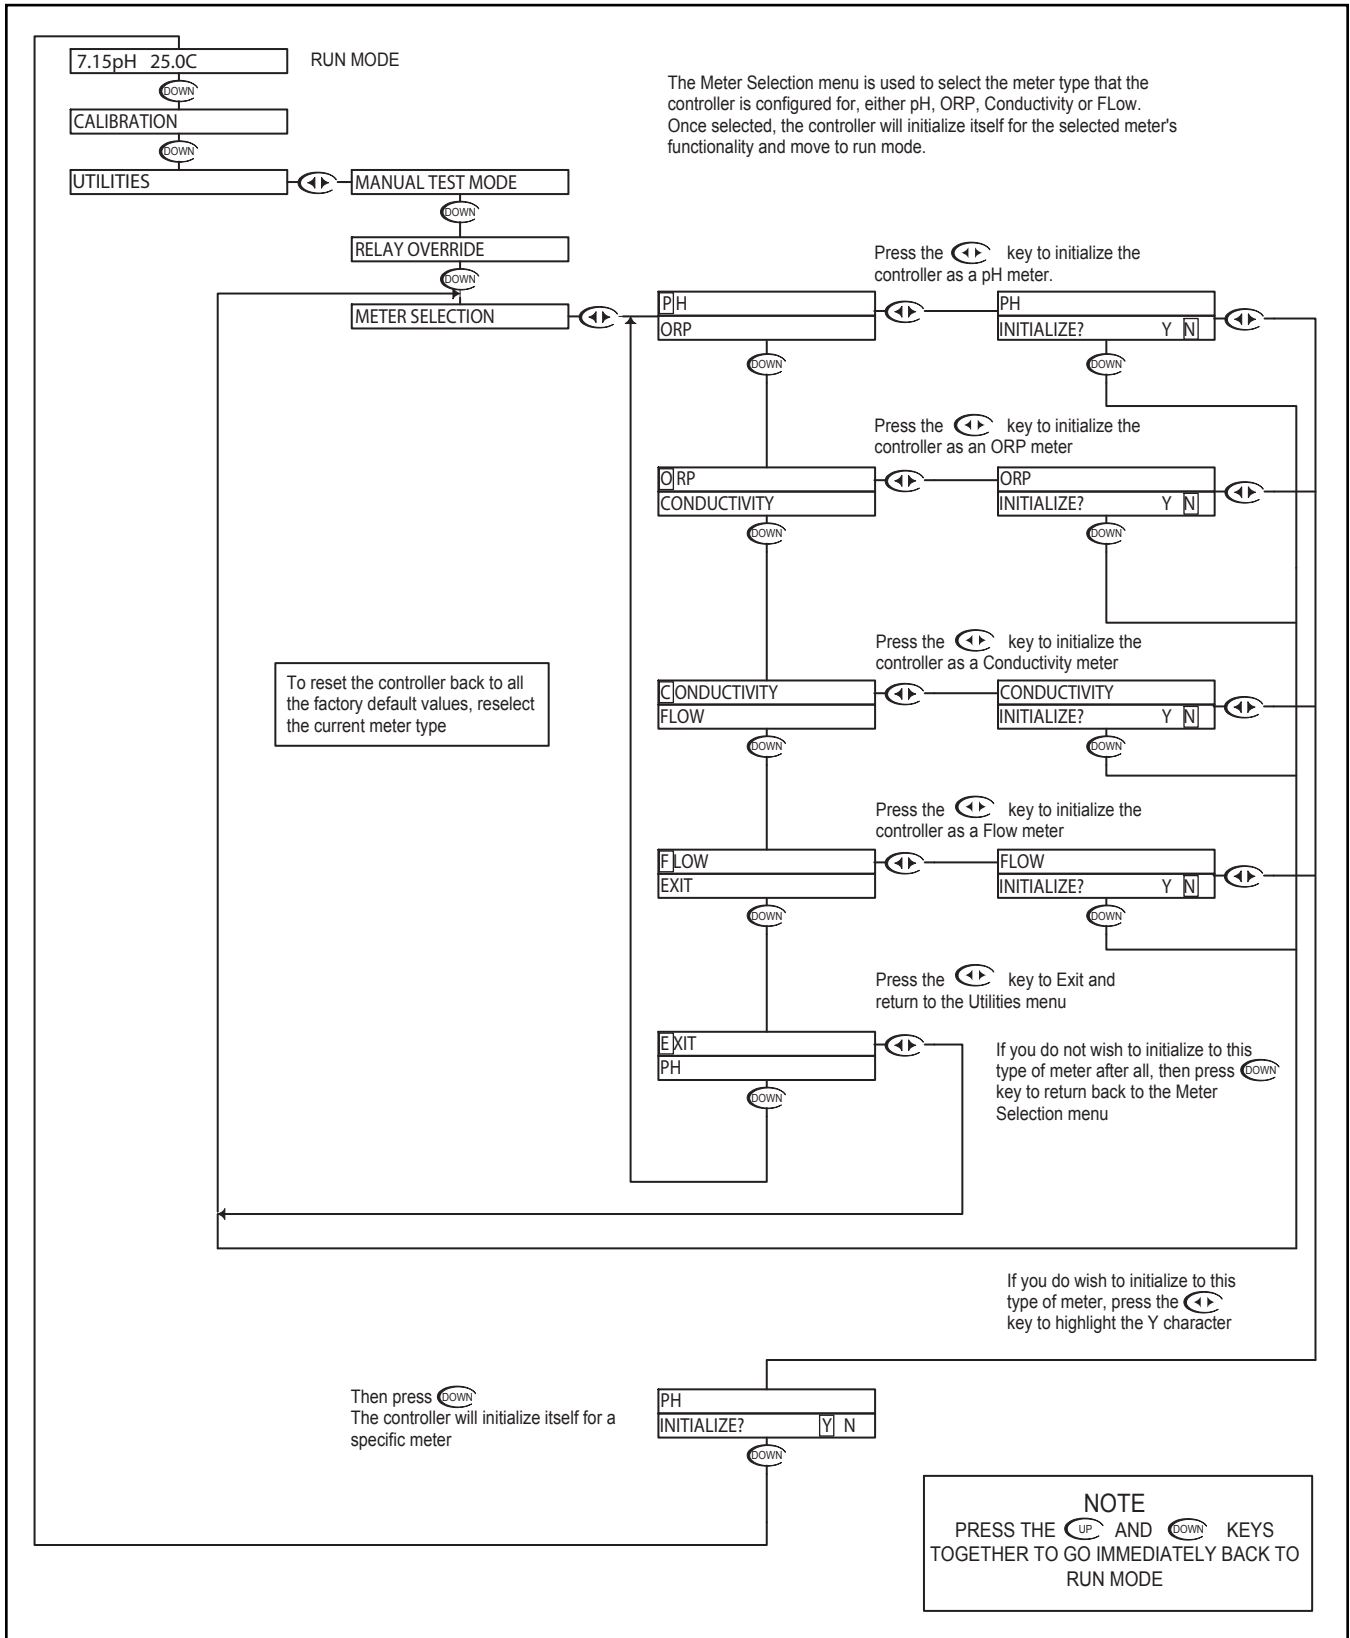 7.15pH 25.0C
RUN MODE
DOWN
CALIBRATION
DOWN
UTILITIES
MANUAL TEST MODE
DOWN
RELAY OVERRIDE
DOWN
METER SELECTION
The Meter Selection menu is used to select the meter type that the
controller is configured for, either pH, ORP, Conductivity or FLow.
Once selected, the controller will initialize itself for the selected meter's
functionality and move to run mode.
Press the key to initialize the
controller as a pH meter.
PH
ORP
DOWN
PH
INITIALIZE? Y N
DOWN
Press the key to initialize the
controller as an ORP meter
ORP
CONDUCTIVITY
DOWN
ORP
INITIALIZE? Y N
DOWN
Press the key to initialize the
controller as a Conductivity meter
CONDUCTIVITY
FLOW
DOWN
CONDUCTIVITY
INITIALIZE? Y N
DOWN
To reset the controller back to all
the factory default values, reselect
the current meter type
Press the key to initialize the
controller as a Flow meter
FLOW
EXIT
DOWN
FLOW
INITIALIZE? Y N
DOWN
Press the key to Exit and
return to the Utilities menu
EXIT
PH
DOWN
If you do not wish to initialize to this
type of meter after all, then press DOWN
key to return back to the Meter
Selection menu
If you do wish to initialize to this
type of meter, press the
key to highlight the Y character
Then press DOWN
The controller will initialize itself for a
specific meter
PH
INITIALIZE? Y N
DOWN
NOTE
PRESS THE UP AND DOWN KEYS
TOGETHER TO GO IMMEDIATELY BACK TO
RUN MODE